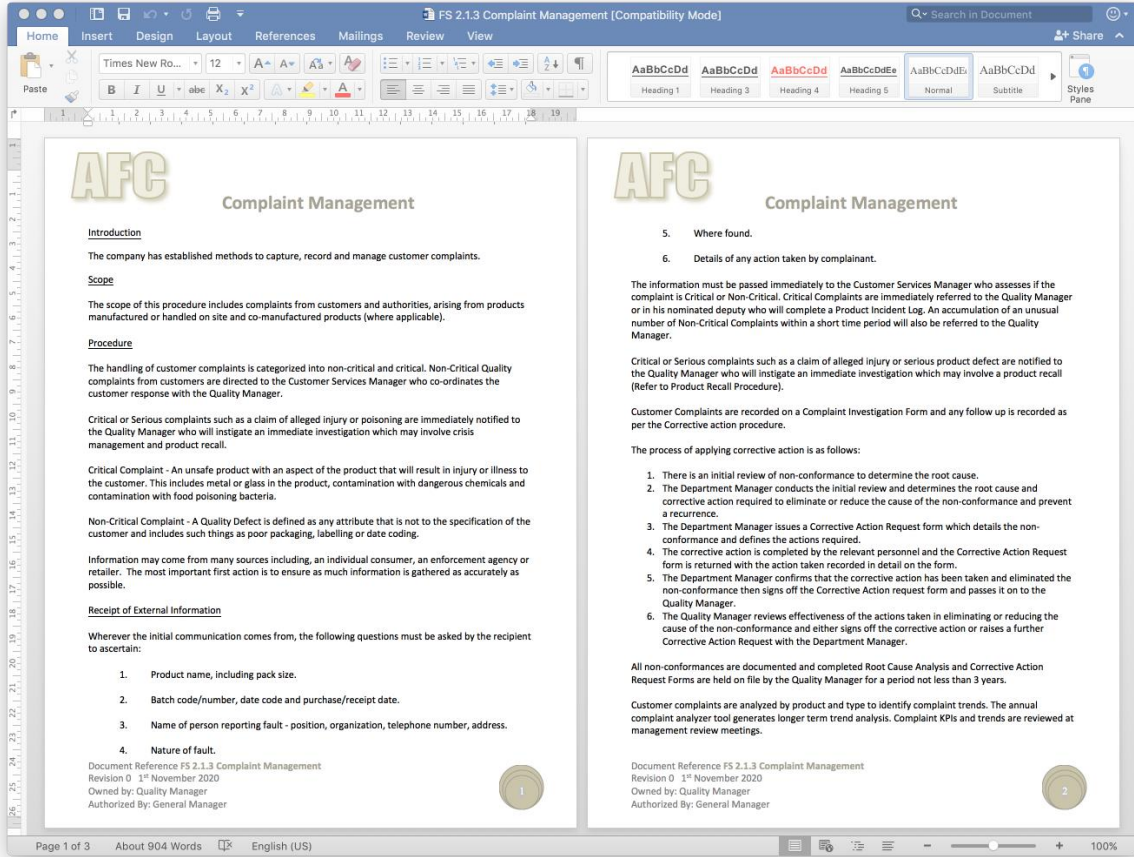 FS 2.1.3 Complaint Management [Compatibility Mode]
Search in Document
Home Insert Design Layout References Mailings Review View
Share
Paste
Times New Ro... 12
B I U abc X₂ X²
AaBbCcDd AaBbCcDd AaBbCcDd AaBbCcDdEe AaBbCcDdEe AaBbCcDd
Heading 1 Heading 3 Heading 4 Heading 5 Normal Subtitle
Styles
Pane
AFC
Complaint Management
Introduction
The company has established methods to capture, record and manage customer complaints.
Scope
The scope of this procedure includes complaints from customers and authorities, arising from products
manufactured or handled on site and co-manufactured products (where applicable).
Procedure
The handling of customer complaints is categorized into non-critical and critical. Non-Critical Quality
complaints from customers are directed to the Customer Services Manager who co-ordinates the
customer response with the Quality Manager.
Critical or Serious complaints such as a claim of alleged injury or poisoning are immediately notified to
the Quality Manager who will instigate an immediate investigation which may involve crisis
management and product recall.
Critical Complaint - An unsafe product with an aspect of the product that will result in injury or illness to
the customer. This includes metal or glass in the product, contamination with dangerous chemicals and
contamination with food poisoning bacteria.
Non-Critical Complaint - A Quality Defect is defined as any attribute that is not to the specification of the
customer and includes such things as poor packaging, labelling or date coding.
Information may come from many sources including, an individual consumer, an enforcement agency or
retailer. The most important first action is to ensure as much information is gathered as accurately as
possible.
Receipt of External Information
Wherever the initial communication comes from, the following questions must be asked by the recipient
to ascertain:
1. Product name, including pack size.
2. Batch code/number, date code and purchase/receipt date.
3. Name of person reporting fault - position, organization, telephone number, address.
4. Nature of fault.
Document Reference FS 2.1.3 Complaint Management
Revision 0 1st November 2020
Owned by: Quality Manager
Authorized By: General Manager
1
AFC
Complaint Management
5. Where found.
6. Details of any action taken by complainant.
The information must be passed immediately to the Customer Services Manager who assesses if the
complaint is Critical or Non-Critical. Critical Complaints are immediately referred to the Quality Manager
or in his nominated deputy who will complete a Product Incident Log. An accumulation of an unusual
number of Non-Critical Complaints within a short time period will also be referred to the Quality
Manager.
Critical or Serious complaints such as a claim of alleged injury or serious product defect are notified to
the Quality Manager who will instigate an immediate investigation which may involve a product recall
(Refer to Product Recall Procedure).
Customer Complaints are recorded on a Complaint Investigation Form and any follow up is recorded as
per the Corrective action procedure.
The process of applying corrective action is as follows:
1. There is an initial review of non-conformance to determine the root cause.
2. The Department Manager conducts the initial review and determines the root cause and
corrective action required to eliminate or reduce the cause of the non-conformance and prevent
a recurrence.
3. The Department Manager issues a Corrective Action Request form which details the non-
conformance and defines the actions required.
4. The corrective action is completed by the relevant personnel and the Corrective Action Request
form is returned with the action taken recorded in detail on the form.
5. The Department Manager confirms that the corrective action has been taken and eliminated the
non-conformance then signs off the Corrective Action request form and passes it on to the
Quality Manager.
6. The Quality Manager reviews effectiveness of the actions taken in eliminating or reducing the
cause of the non-conformance and either signs off the corrective action or raises a further
Corrective Action Request with the Department Manager.
All non-conformances are documented and completed Root Cause Analysis and Corrective Action
Request Forms are held on file by the Quality Manager for a period not less than 3 years.
Customer complaints are analyzed by product and type to identify complaint trends. The annual
complaint analyzer tool generates longer term trend analysis. Complaint KPIs and trends are reviewed at
management review meetings.
Document Reference FS 2.1.3 Complaint Management
Revision 0 1st November 2020
Owned by: Quality Manager
Authorized By: General Manager
2
Page 1 of 3 About 904 Words English (US) 100%